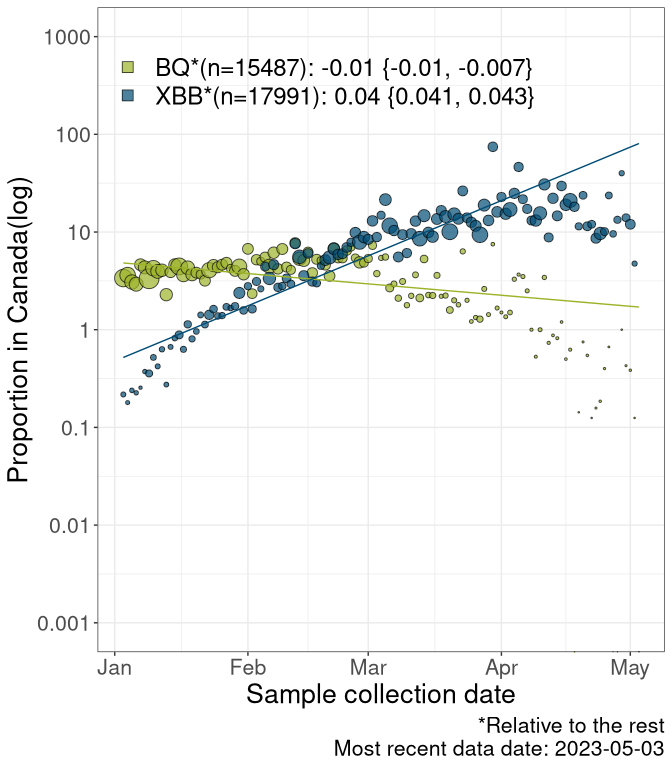 1000
100
10
1
0.1
0.01
0.001
Proportion in Canada(log)
BQ*(n=15487): -0.01 {-0.01, -0.007}
XBB*(n=17991): 0.04 {0.041, 0.043}
Jan Feb Mar Apr May
Sample collection date
*Relative to the rest
Most recent data date: 2023-05-03